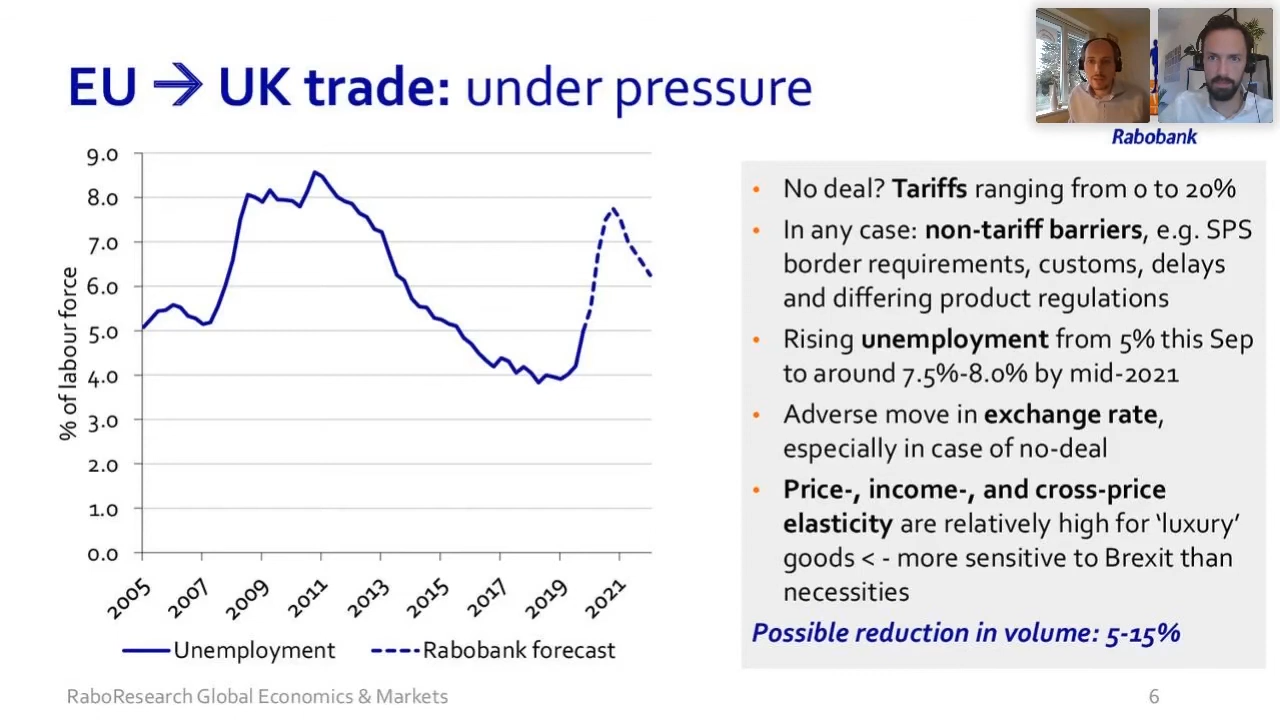 EU → UK trade: under pressure
Rabobank
9.0
8.0
7.0
6.0
5.0
4.0
3.0
2.0
1.0
0.0
% of labour force
2005
2007
2009
2011
2013
2015
2017
2019
2021
Unemployment
Rabobank forecast
• No deal? Tariffs ranging from 0 to 20%
• In any case: non-tariff barriers, e.g. SPS
border requirements, customs, delays
and differing product regulations
• Rising unemployment from 5% this Sep
to around 7.5%-8.0% by mid-2021
• Adverse move in exchange rate,
especially in case of no-deal
• Price-, income-, and cross-price
elasticity are relatively high for ‘luxury’
goods < - more sensitive to Brexit than
necessities
Possible reduction in volume: 5-15%
RaboResearch Global Economics & Markets
6